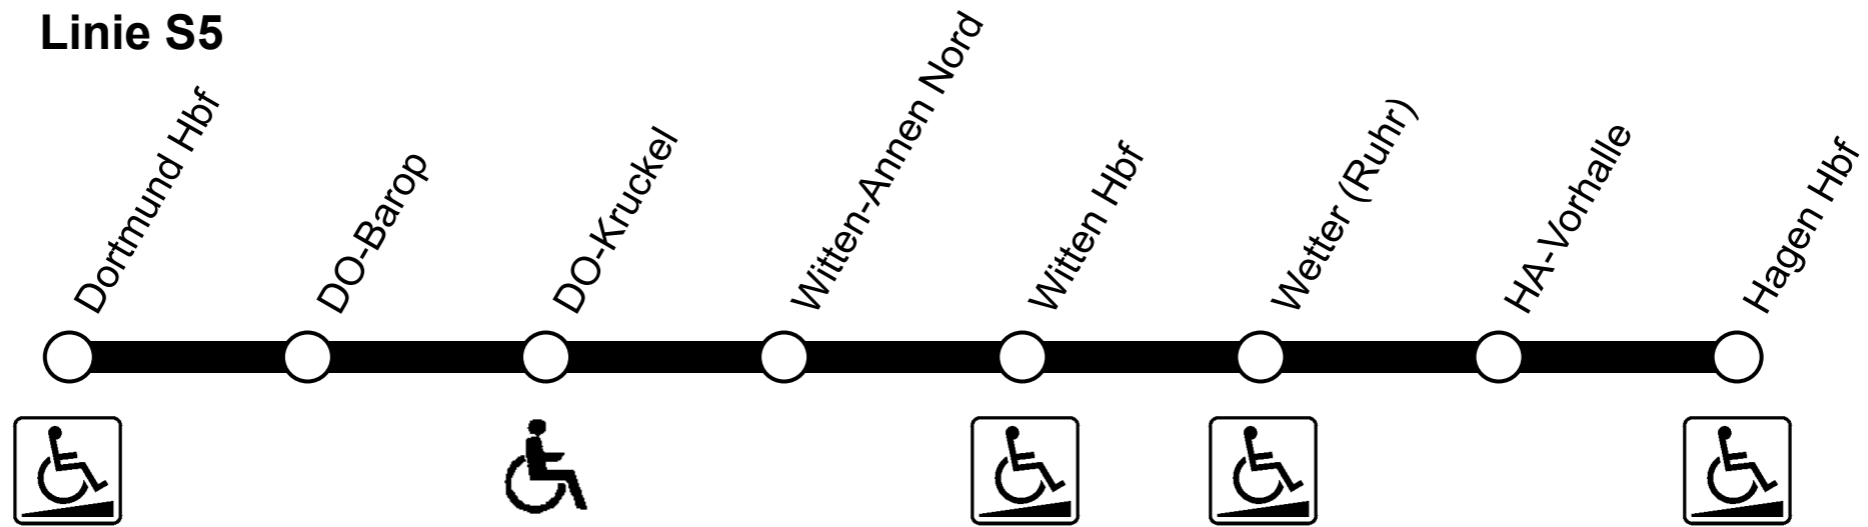 Linie S5
Dortmund Hbf
DO-Barop
DO-Kruckel
Witten-Annen Nord
Witten Hbf
Wetter (Ruhr)
HA-Vorhalle
Hagen Hbf